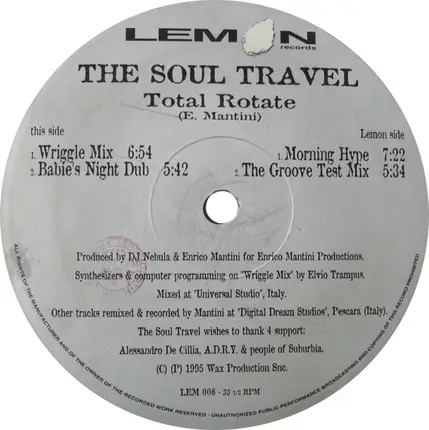 LEMON
records
THE SOUL TRAVEL
Total Rotate
(E. Mantini)
this side
1. Wriggle Mix 6:54
2. Babie's Night Dub 5:42
Lemon side
1. Morning Hype 7:22
2. The Groove Test Mix 5:34
Produced by DJ Nebula & Enrico Mantini for Enrico Mantini Productions.
Synthesizers & computer programming on "Wriggle Mix" by Elvio Trampus.
Mixed at "Universal Studio", Italy.
Other tracks remixed & recorded by Mantini at "Digital Dream Studios", Pescara (Italy).
The Soul Travel wishes to thank 4 support:
Alessandro De Cillia, A.D.R.Y. & people of Suburbia.
(C) (P) 1995 Wax Production Snc.
LEM 008 - 33 1/2 RPM
ALL RIGHTS OF THE MANUFACTURER AND OF THE OWNER OF THE RECORDED WORK RESERVED - UNAUTHORIZED PUBLIC PERFORMANCE BROADCASTING AND COPYING OF THIS RECORD PROHIBITED